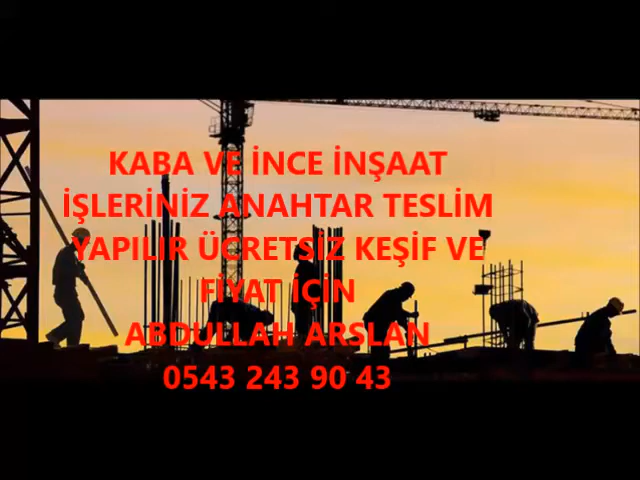 KABA VE İNCE İNŞAAT
İŞLERİNİZ ANAHTAR TESLİM
YAPILIR ÜCRETSİZ KEŞİF VE
FİYAT İÇİN
ABDULLAH ARSLAN
0543 243 90 43